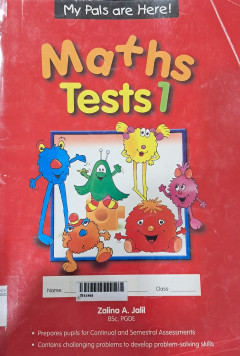 My Pals are Here!
Maths
Tests 1
Name:
Class:
Zalina A. Jalil
BSc, PGDE
• Prepares pupils for Continual and Semestral Assessments
• Contains challenging problems to develop problem-solving skills